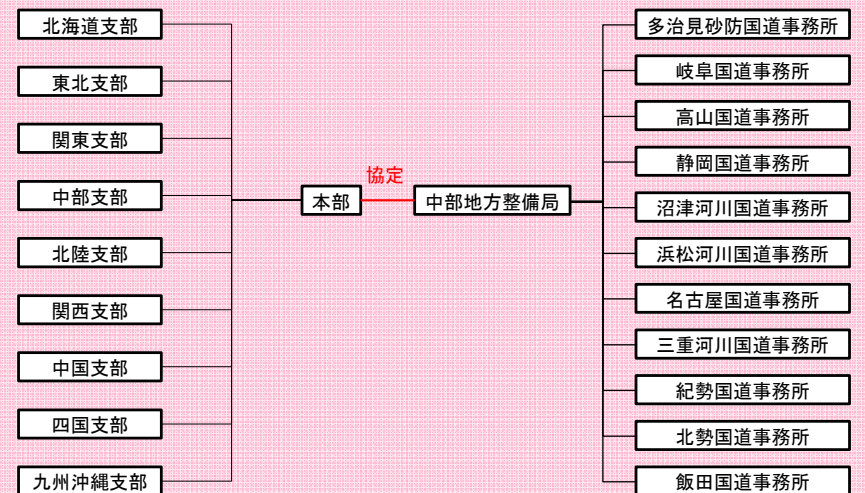 北海道支部
東北支部
関東支部
中部支部
北陸支部
関西支部
中国支部
四国支部
九州沖縄支部
本部
協定
中部地方整備局
多治見砂防国道事務所
岐阜国道事務所
高山国道事務所
静岡国道事務所
沼津河川国道事務所
浜松河川国道事務所
名古屋国道事務所
三重河川国道事務所
紀勢国道事務所
北勢国道事務所
飯田国道事務所